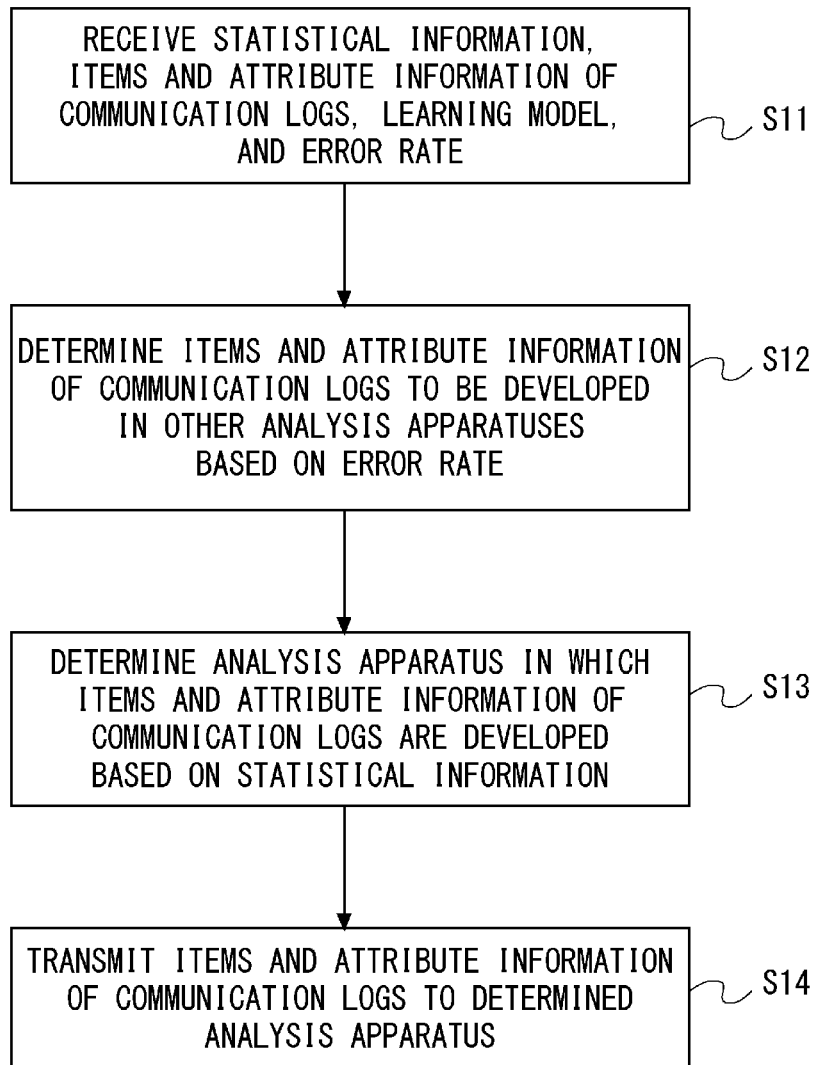 RECEIVE STATISTICAL INFORMATION,
ITEMS AND ATTRIBUTE INFORMATION OF
COMMUNICATION LOGS, LEARNING MODEL,
AND ERROR RATE
S11
DETERMINE ITEMS AND ATTRIBUTE INFORMATION
OF COMMUNICATION LOGS TO BE DEVELOPED
IN OTHER ANALYSIS APPARATUSES
BASED ON ERROR RATE
S12
DETERMINE ANALYSIS APPARATUS IN WHICH
ITEMS AND ATTRIBUTE INFORMATION OF
COMMUNICATION LOGS ARE DEVELOPED
BASED ON STATISTICAL INFORMATION
S13
TRANSMIT ITEMS AND ATTRIBUTE INFORMATION
OF COMMUNICATION LOGS TO DETERMINED
ANALYSIS APPARATUS
S14